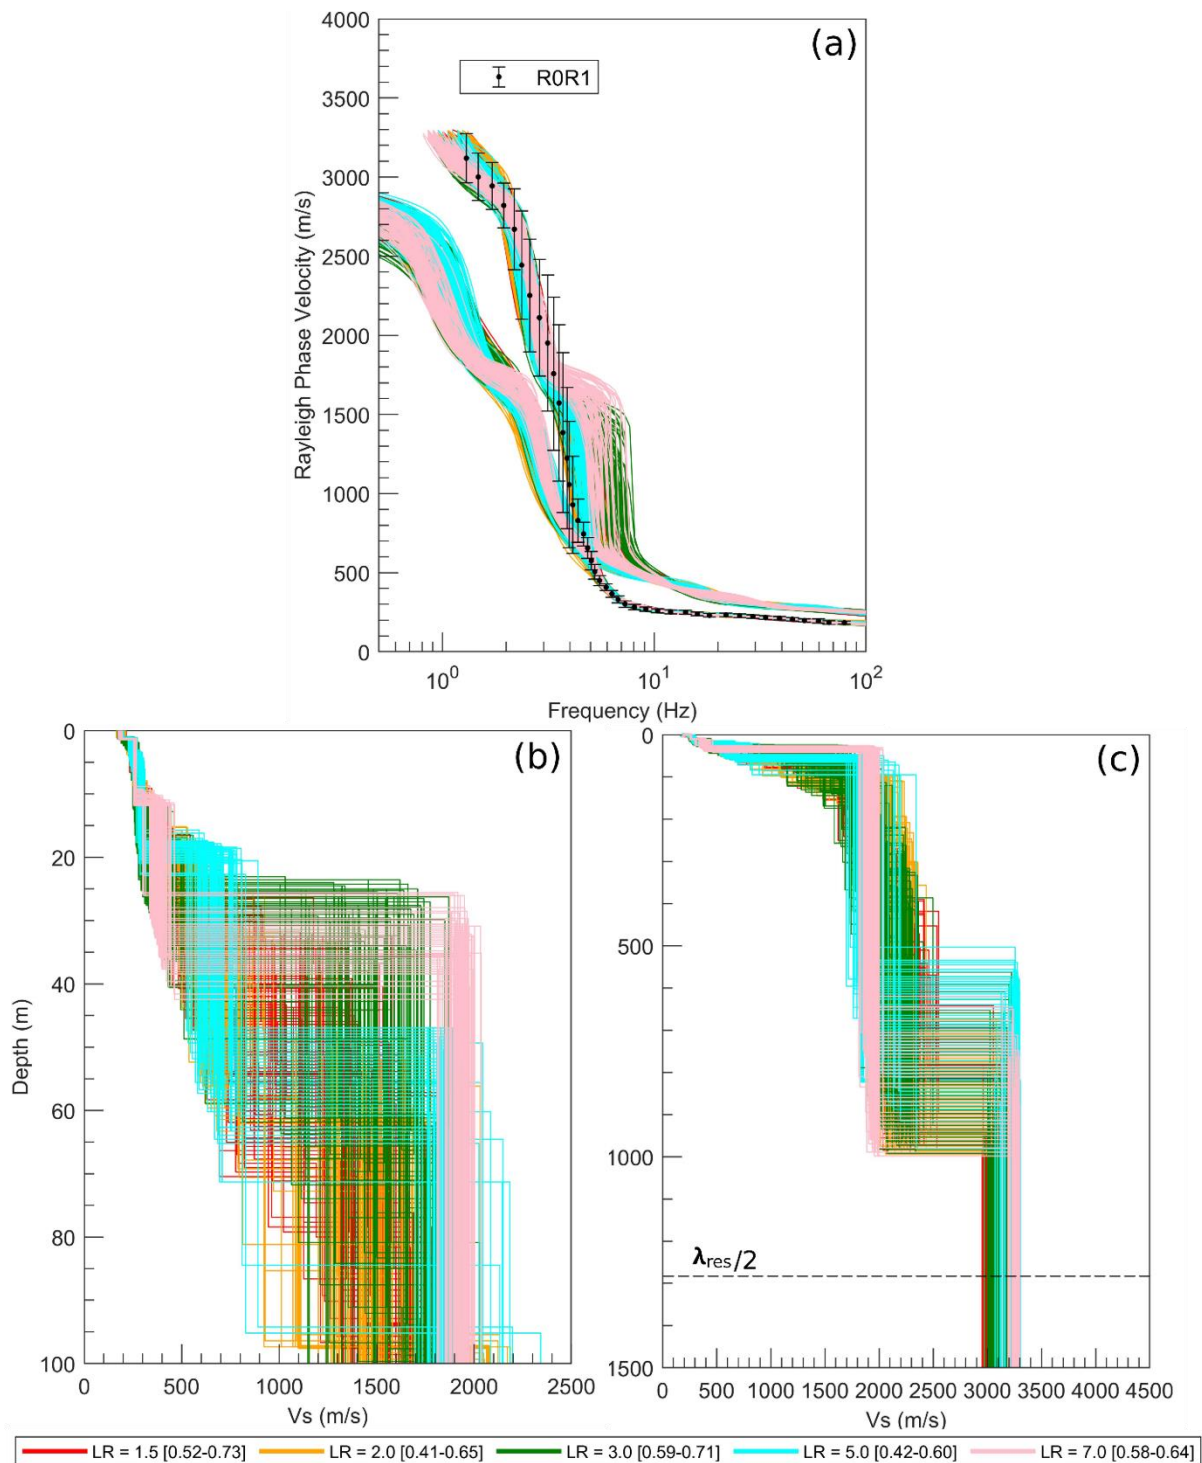 (a)
R0R1
4000
3500
3000
2500
2000
1500
1000
500
0
Rayleigh Phase Velocity (m/s)
10^0 10^1 10^2
Frequency (Hz)
(b)
0
20
40
60
80
100
Depth (m)
0 500 1000 1500 2000 2500
Vs (m/s)
(c)
0
500
1000
1500
λres/2
0 500 1000 1500 2000 2500 3000 3500 4000 4500
Vs (m/s)
LR = 1.5 [0.52-0.73] LR = 2.0 [0.41-0.65] LR = 3.0 [0.59-0.71] LR = 5.0 [0.42-0.60] LR = 7.0 [0.58-0.64]